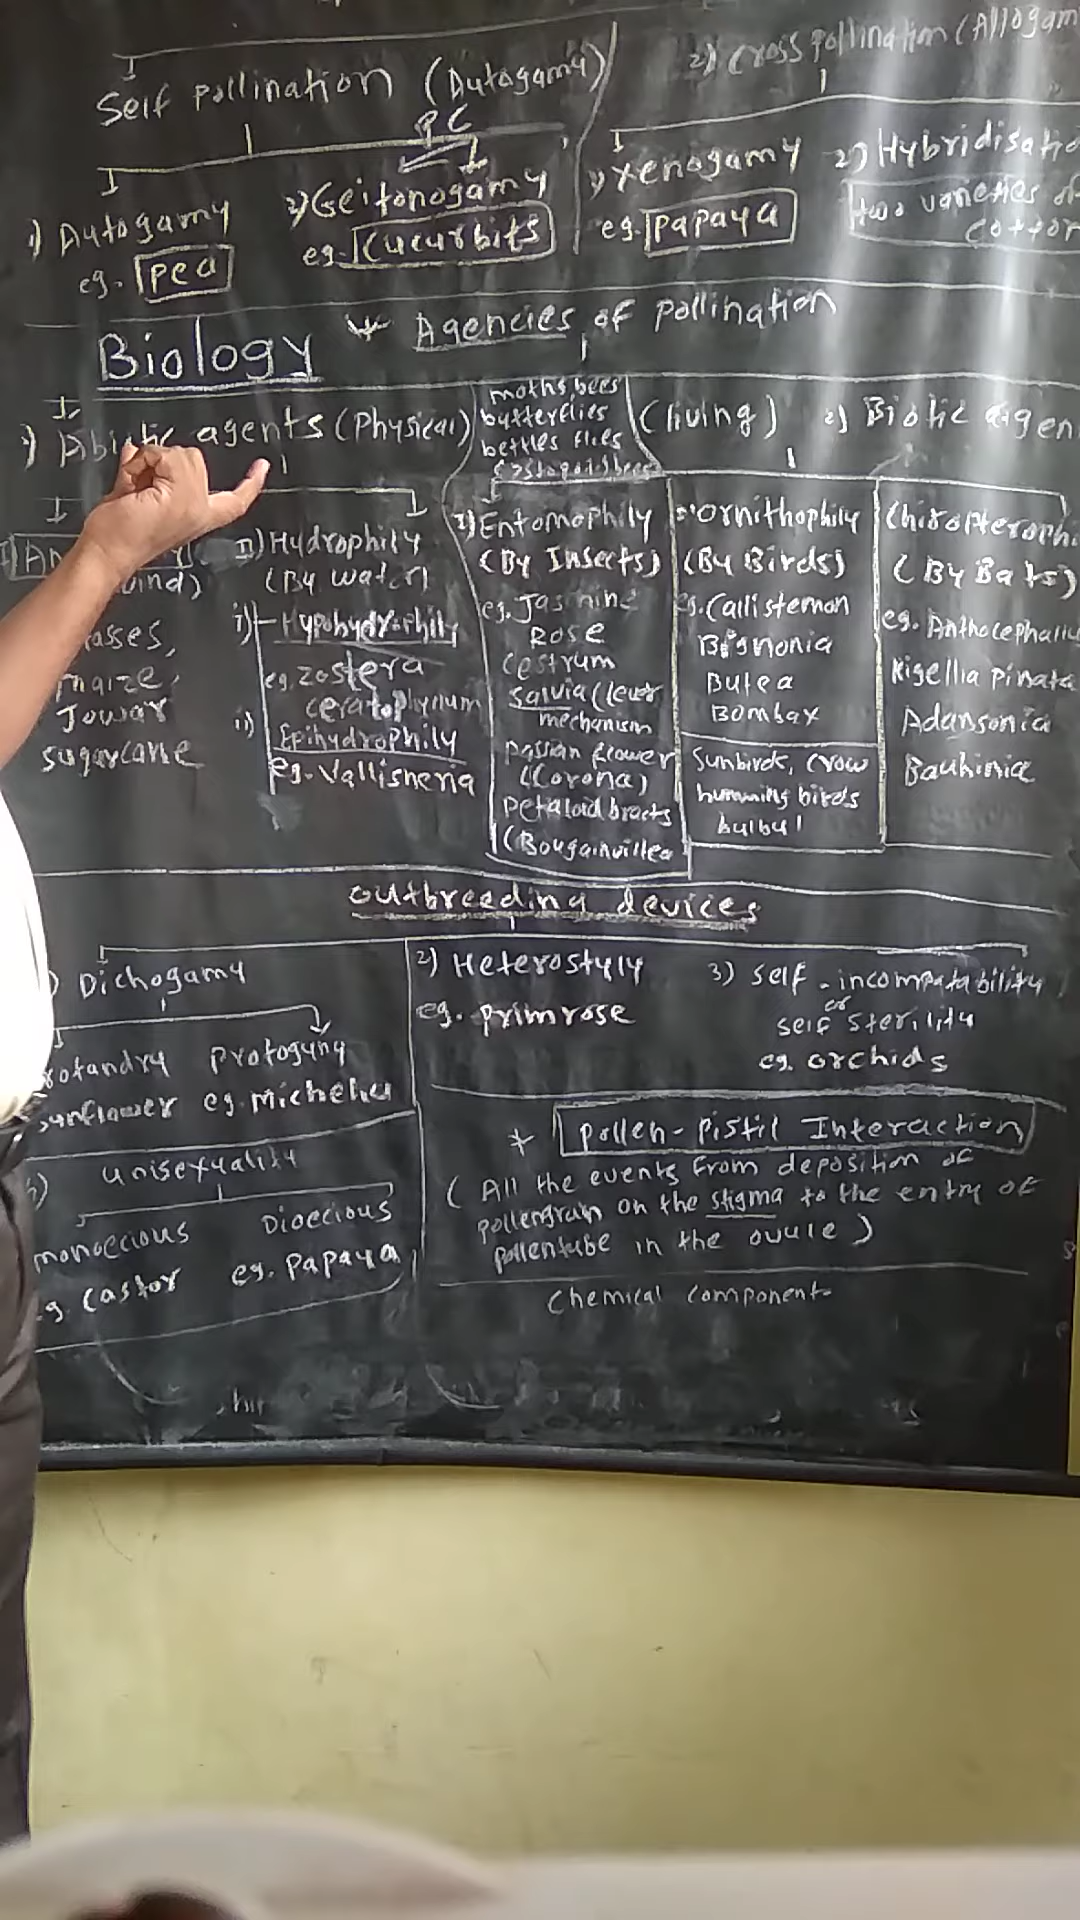 Self pollination (Autogamy)
2) Cross pollination (Allogam
PC
1) Autogamy
eg. pea
2) Geitonogamy
eg. Cucurbits
1) Xenogamy
eg. papaya
2) Hybridisatio
two varieties of
cotton
Biology
Agencies of pollination
1) Abiotic agents (Physical)
moths, bees
butterflies
bettles flies
(living)
2) Biotic agen
wind)
asses,
maize,
Jowar
sugarcane
II) Hydrophily
(By water)
i) Hypohydrophily
eg. Zostera
ceratophyllum
ii) Epihydrophily
eg. Vallisneria
1) Entomophily
(By Insects)
eg. Jasmine
Rose
Cestrum
Salvia (lever
mechanism
passion flower
(Corona)
petaloid bracts
(Bougainvillea
Ornithophily
(By Birds)
eg. Callistemon
Bignonia
Butea
Bombax
Sunbirds, crow
humming birds
bulbul
Chiropterophi
(By Bats)
eg. Anthocephalu
Kigellia pinata
Adansonia
Bauhinia
outbreeding devices
) Dichogamy
rotandry protogyny
sunflower eg. Michelia
2) Heterostyly
eg. primrose
3) self-incompatability
or
self sterility
eg. orchids
4) unisexuality
monoecious Dioecious
g. Castor eg. Papaya
* Pollen-Pistil Interaction
(All the events from deposition of
pollengrain on the stigma to the entry of
pollentube in the ovule)
Chemical component